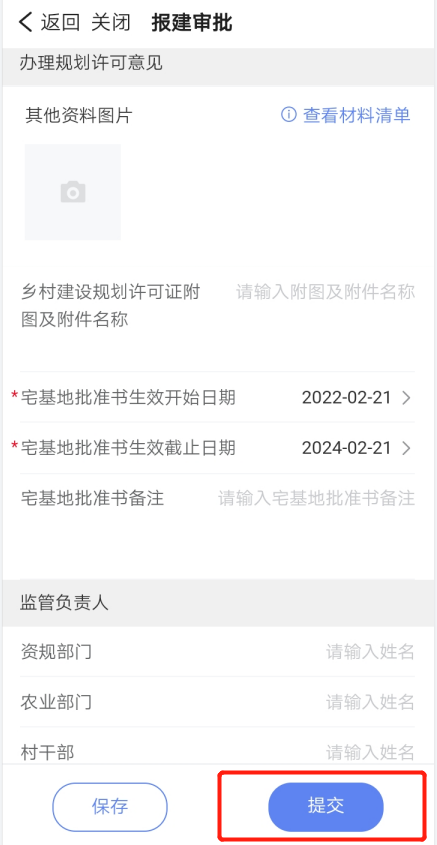 返回 关闭 报建审批
办理规划许可意见
其他资料图片 查看材料清单
乡村建设规划许可证附 请输入附图及附件名称
图及附件名称
*宅基地批准书生效开始日期 2022-02-21
*宅基地批准书生效截止日期 2024-02-21
宅基地批准书备注 请输入宅基地批准书备注
监管负责人
资规部门 请输入姓名
农业部门 请输入姓名
村干部 请输入姓名
保存 提交